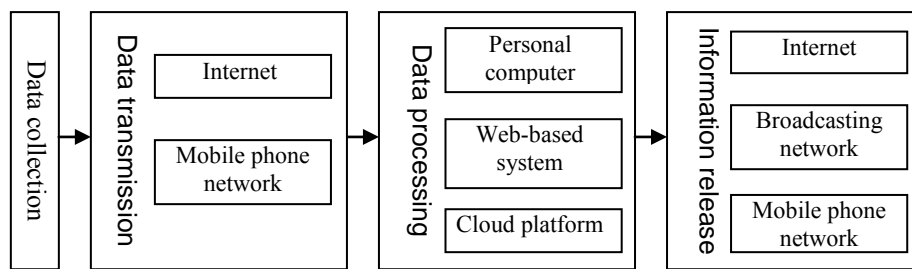 Data collection
Data transmission
Internet
Mobile phone
network
Data processing
Personal
computer
Web-based
system
Cloud platform
Information release
Internet
Broadcasting
network
Mobile phone
network